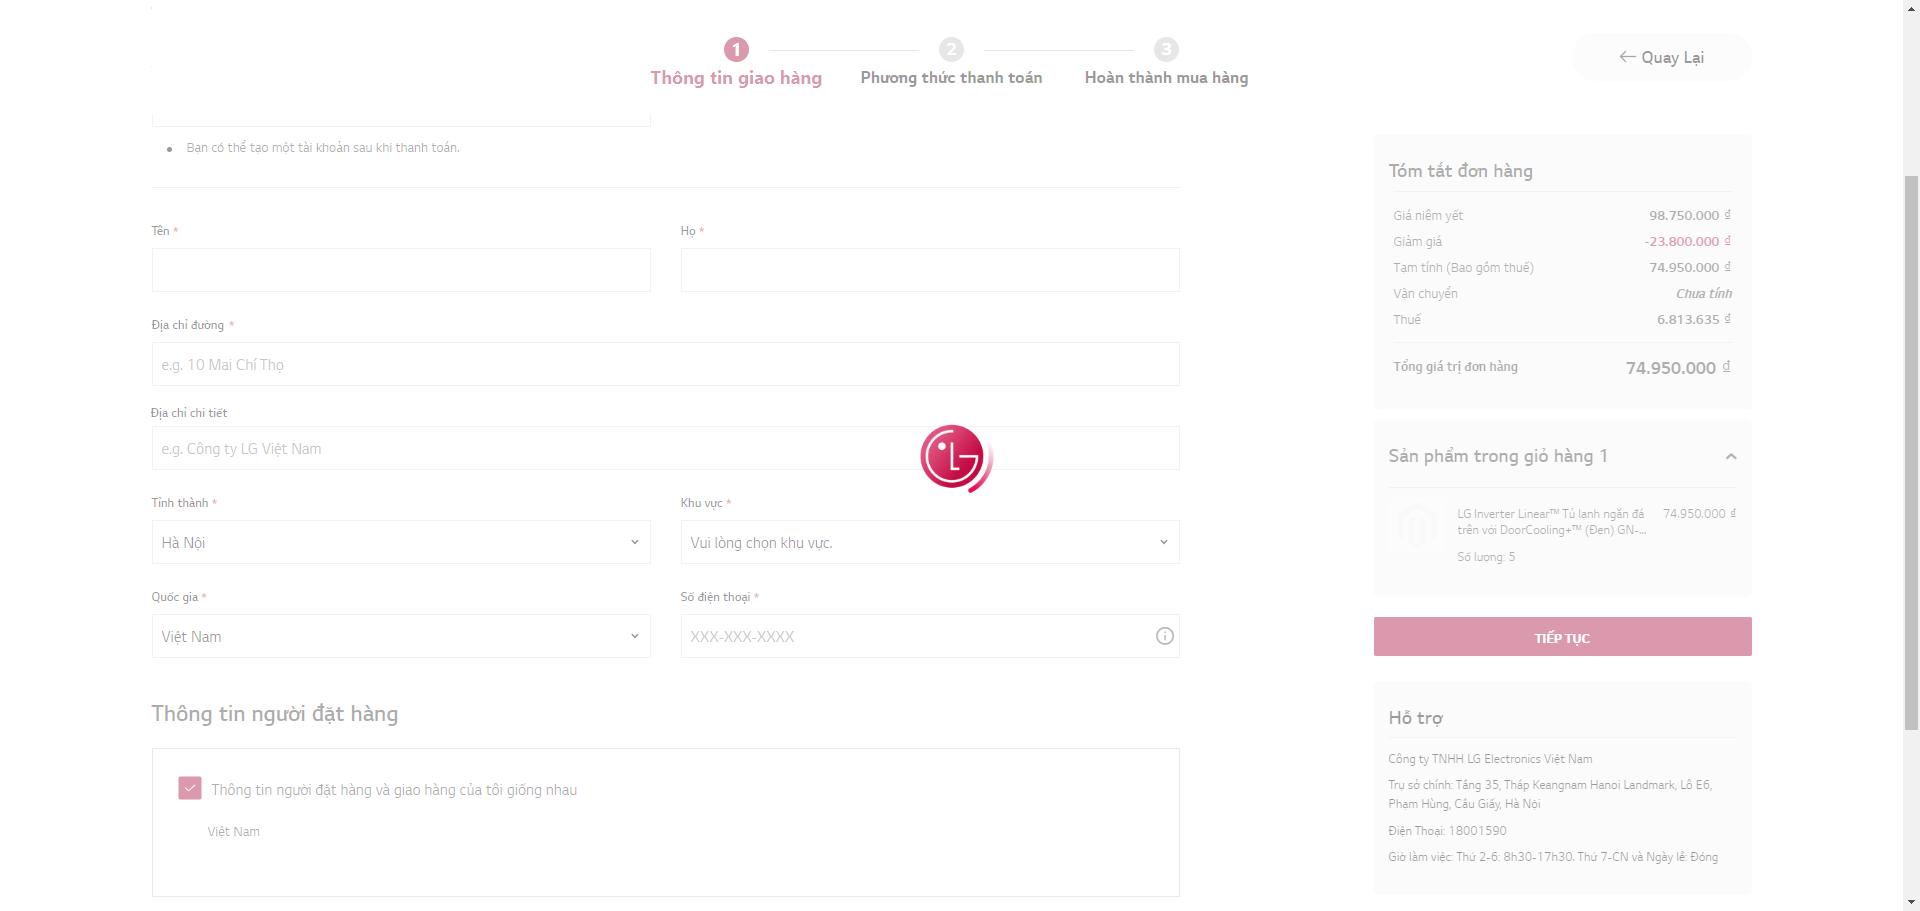 1
2
3
Thông tin giao hàng
Phương thức thanh toán
Hoàn thành mua hàng
Quay Lại
Bạn có thể tạo một tài khoản sau khi thanh toán.
Tên *
Họ *
Địa chỉ đường *
e.g. 10 Mai Chí Thọ
Địa chỉ chi tiết
e.g. Công ty LG Việt Nam
Tỉnh thành *
Khu vực *
Hà Nội
Vui lòng chọn khu vực.
Quốc gia *
Số điện thoại *
Việt Nam
XXX-XXX-XXXX
Thông tin người đặt hàng
Thông tin người đặt hàng và giao hàng của tôi giống nhau
Việt Nam
Tóm tắt đơn hàng
Giá niêm yết 98.750.000 ₫
Giảm giá -23.800.000 ₫
Tạm tính (Bao gồm thuế) 74.950.000 ₫
Vận chuyển Chưa tính
Thuế 6.813.635 ₫
Tổng giá trị đơn hàng 74.950.000 ₫
Sản phẩm trong giỏ hàng 1
LG Inverter Linear™ Tủ lạnh ngăn đá 74.950.000 ₫
trên với DoorCooling+™ (Đen) GN-...
Số lượng: 5
TIẾP TỤC
Hỗ trợ
Công ty TNHH LG Electronics Việt Nam
Trụ sở chính: Tầng 35, Tháp Keangnam Hanoi Landmark, Lô E6,
Phạm Hùng, Cầu Giấy, Hà Nội
Điện Thoại: 18001590
Giờ làm việc: Thứ 2-6: 8h30-17h30. Thứ 7-CN và Ngày lễ: Đóng
LG